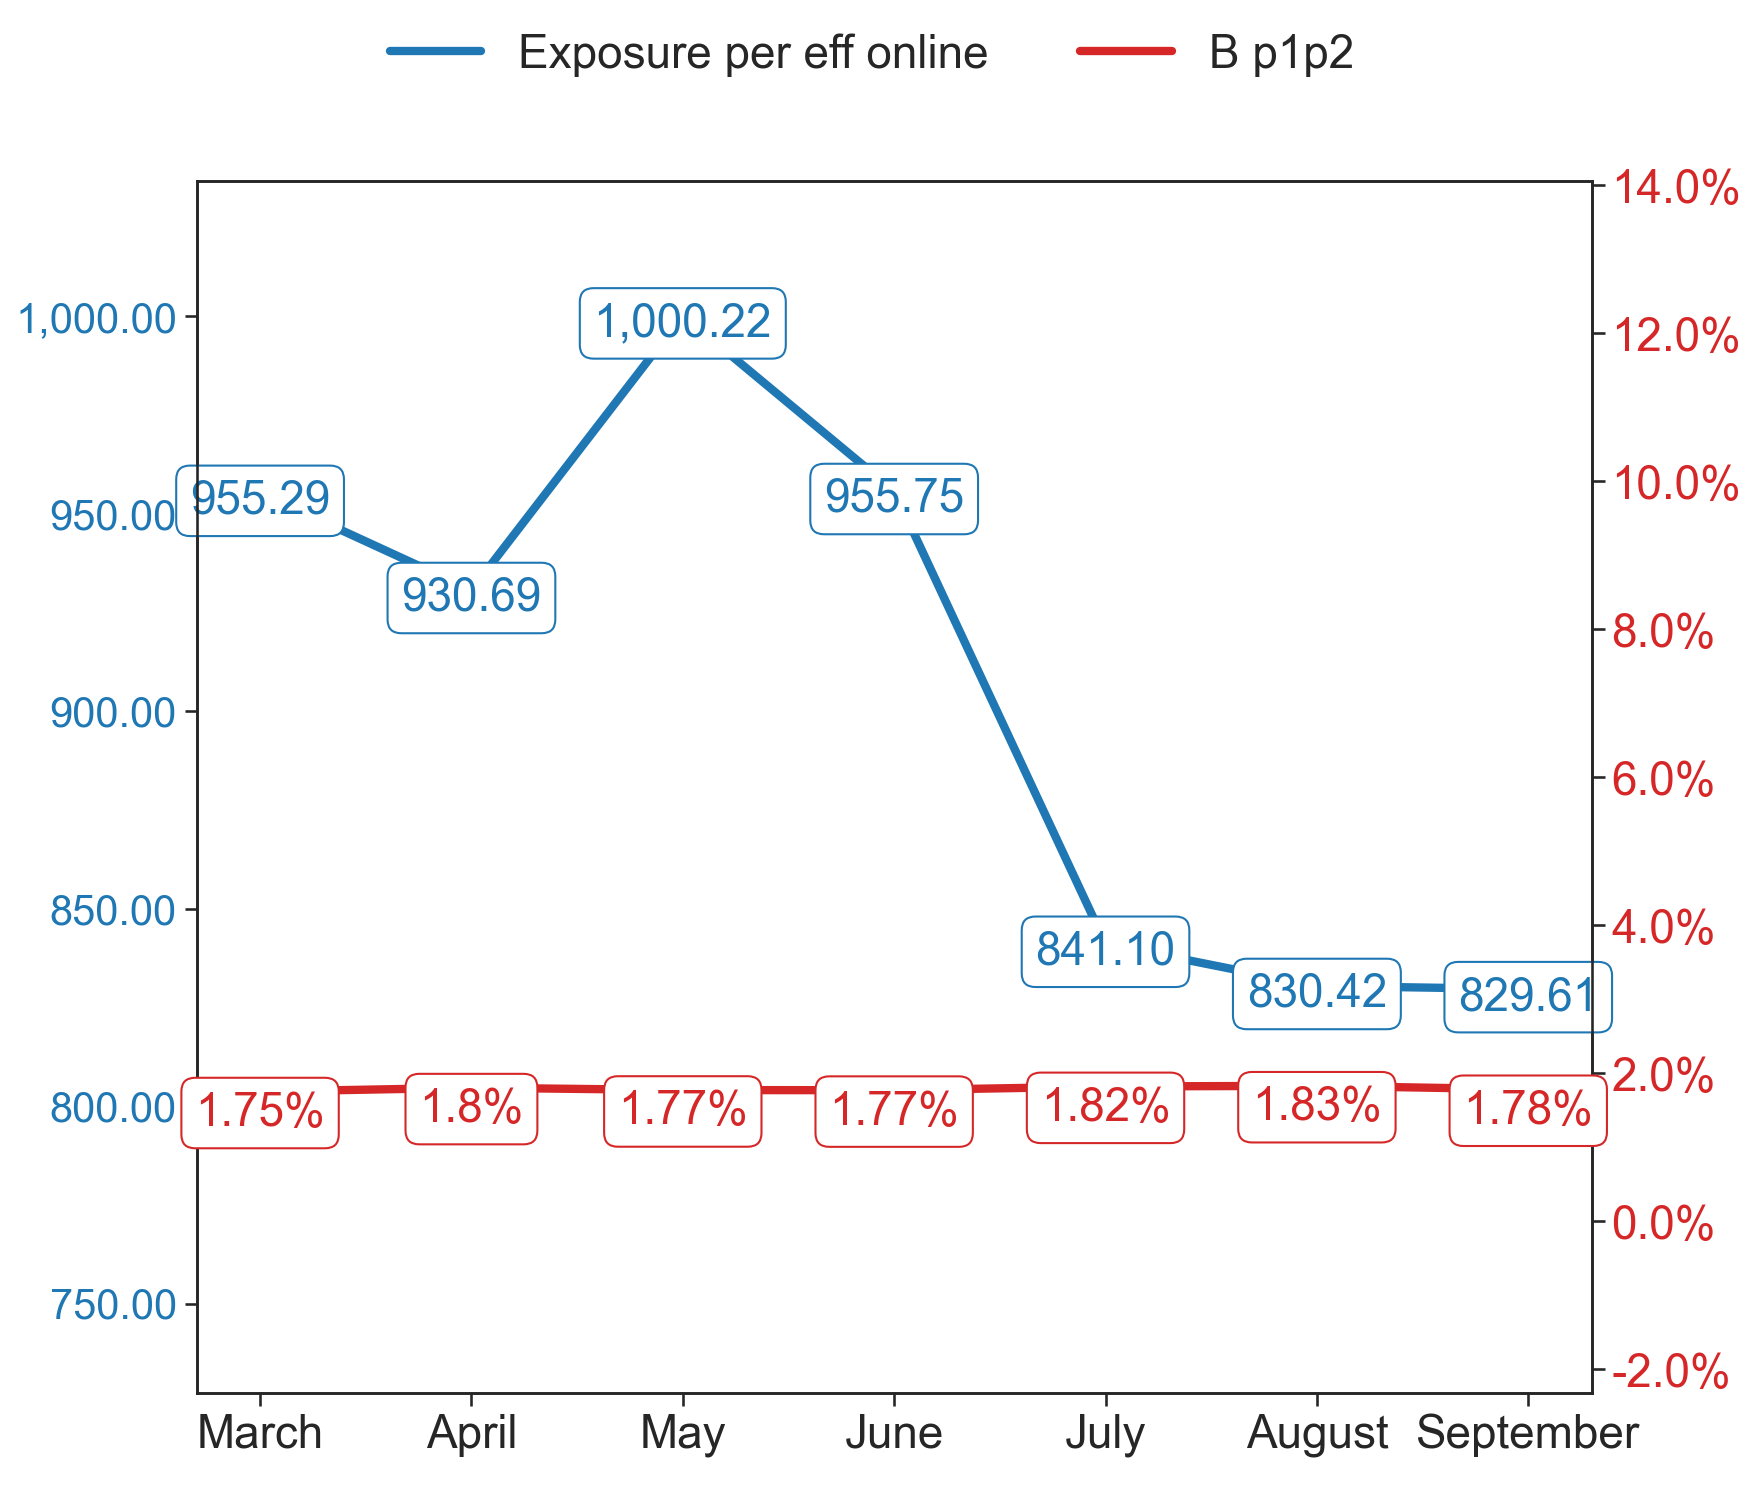 Exposure per eff online B p1p2
14.0%
1,000.00 1,000.22 12.0%
950.00 955.29 955.75 10.0%
930.69
8.0%
900.00
6.0%
850.00 841.10 4.0%
830.42 829.61
2.0%
800.00 1.75% 1.8% 1.77% 1.77% 1.82% 1.83% 1.78%
0.0%
750.00
-2.0%
March April May June July August September